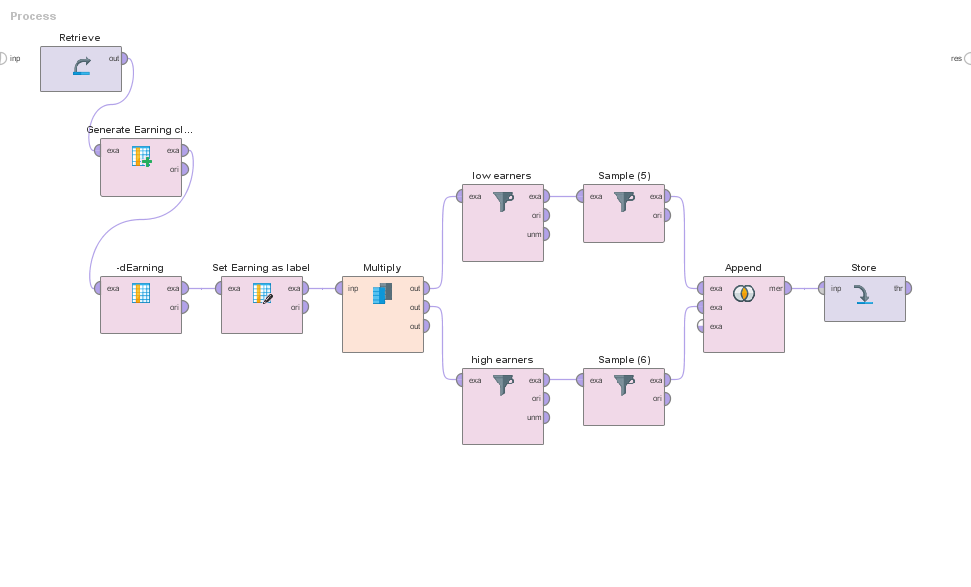 Process
Retrieve
inp
out
res
Generate Earning cl...
exa exa
ori
low earners
exa exa
ori
unm
Sample (5)
exa exa
ori
-dEarning
exa exa
ori
Set Earning as label
exa exa
ori
Multiply
inp out
out
out
Append
exa mer
exa
exa
Store
inp thr
high earners
exa exa
ori
unm
Sample (6)
exa exa
ori